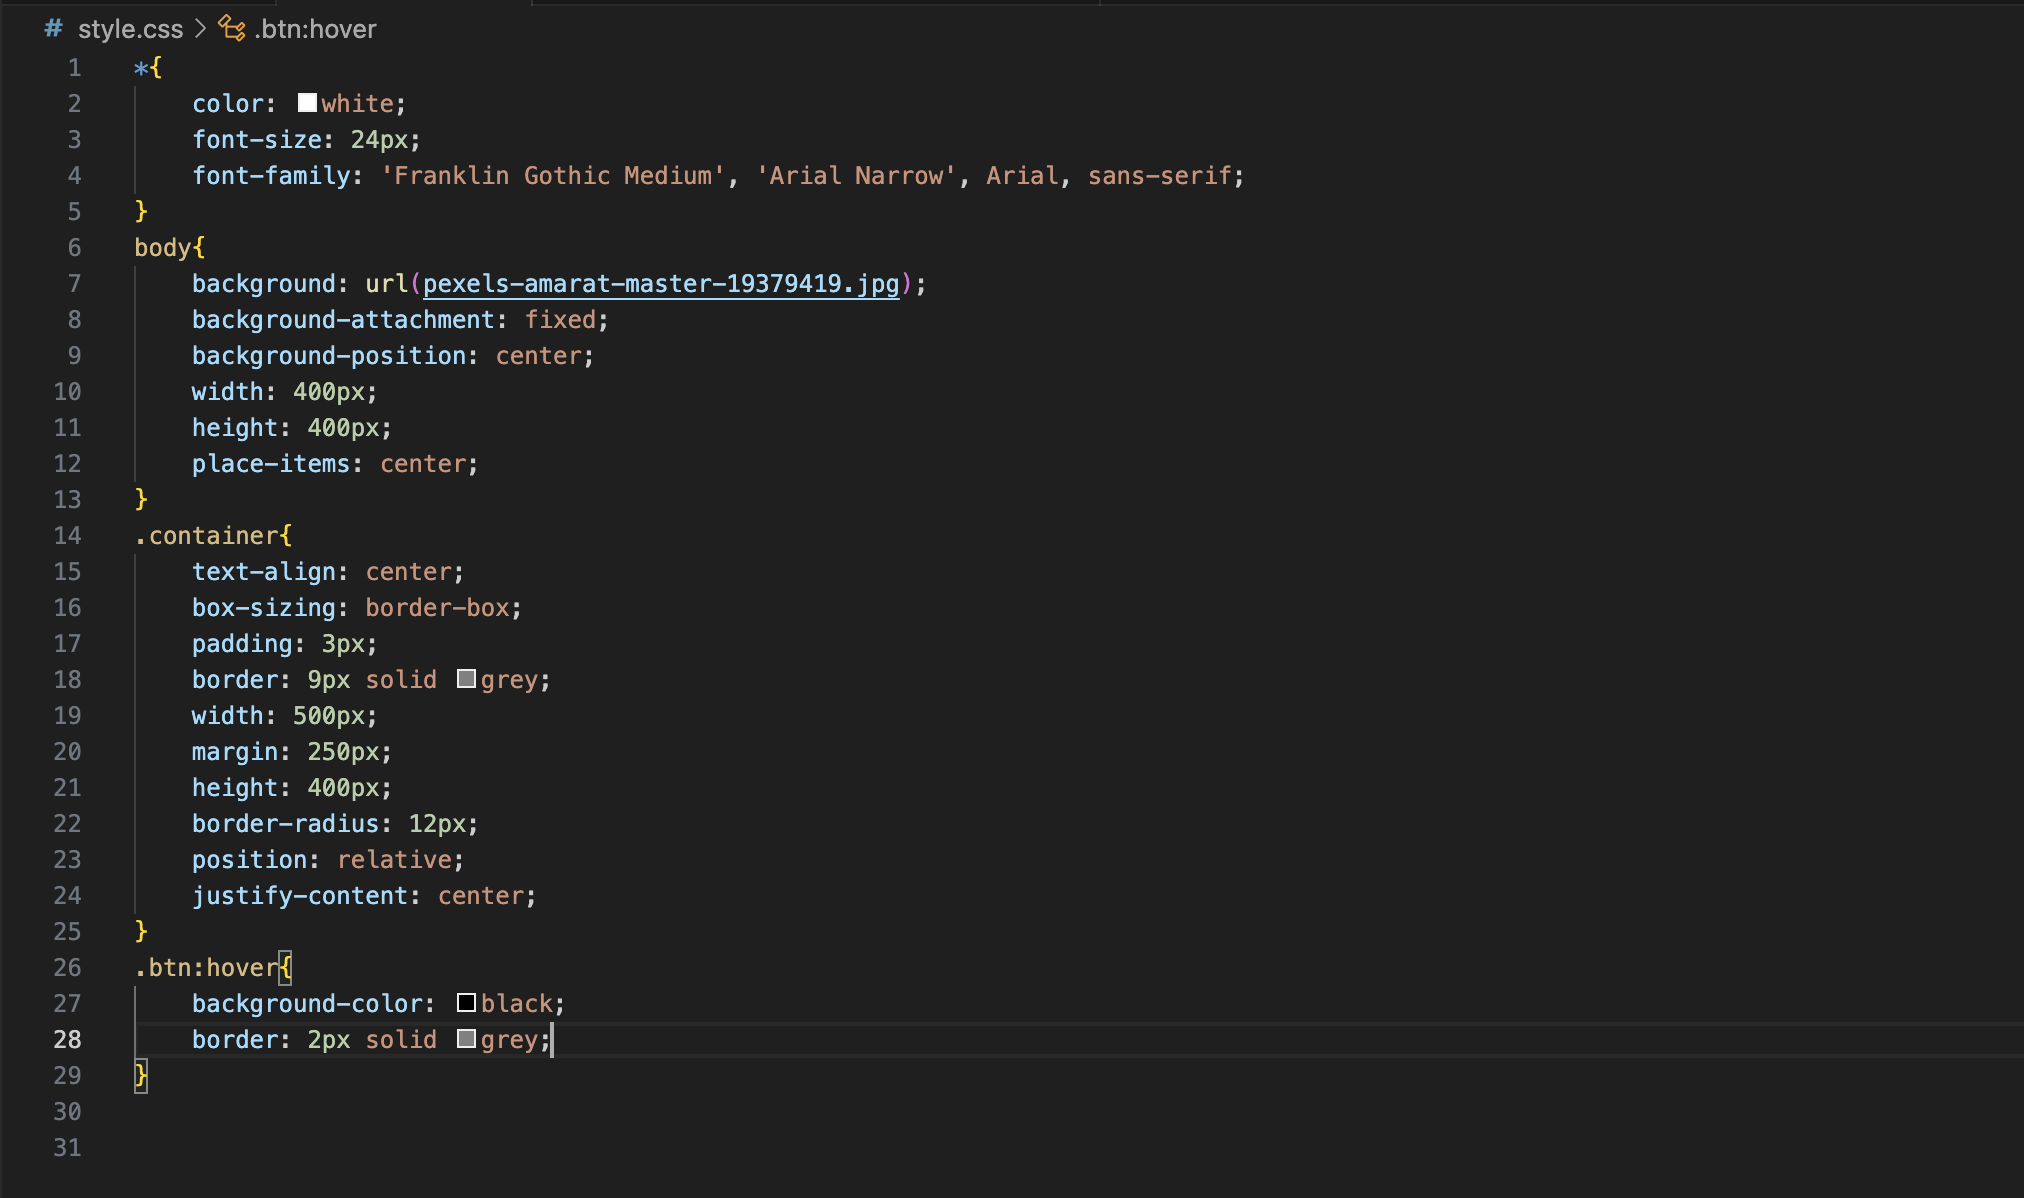 # style.css > .btn:hover
1 *{
2     color: white;
3     font-size: 24px;
4     font-family: 'Franklin Gothic Medium', 'Arial Narrow', Arial, sans-serif;
5 }
6 body{
7     background: url(pexels-amarat-master-19379419.jpg);
8     background-attachment: fixed;
9     background-position: center;
10     width: 400px;
11     height: 400px;
12     place-items: center;
13 }
14 .container{
15     text-align: center;
16     box-sizing: border-box;
17     padding: 3px;
18     border: 9px solid grey;
19     width: 500px;
20     margin: 250px;
21     height: 400px;
22     border-radius: 12px;
23     position: relative;
24     justify-content: center;
25 }
26 .btn:hover{
27     background-color: black;
28     border: 2px solid grey;
29 }
30
31